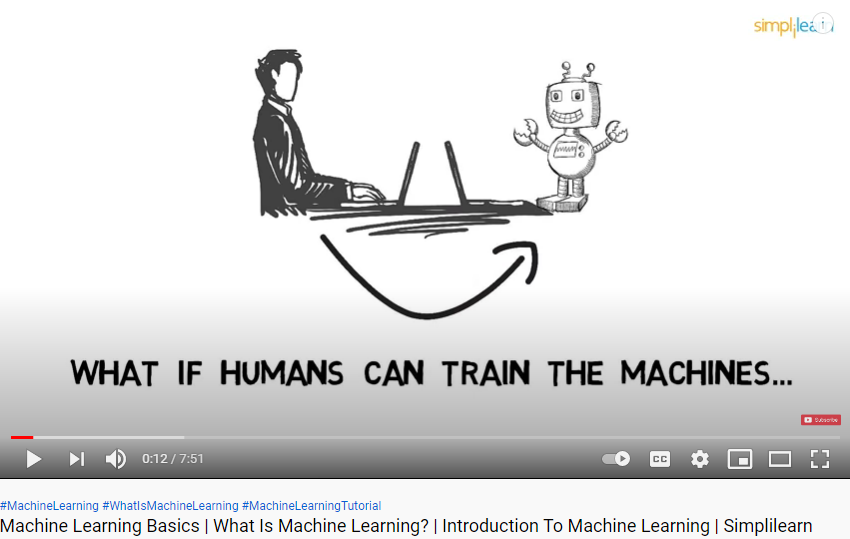 simplilearn
WHAT IF HUMANS CAN TRAIN THE MACHINES...
Subscribe
0:12 / 7:51
CC
#MachineLearning #WhatIsMachineLearning #MachineLearningTutorial
Machine Learning Basics | What Is Machine Learning? | Introduction To Machine Learning | Simplilearn